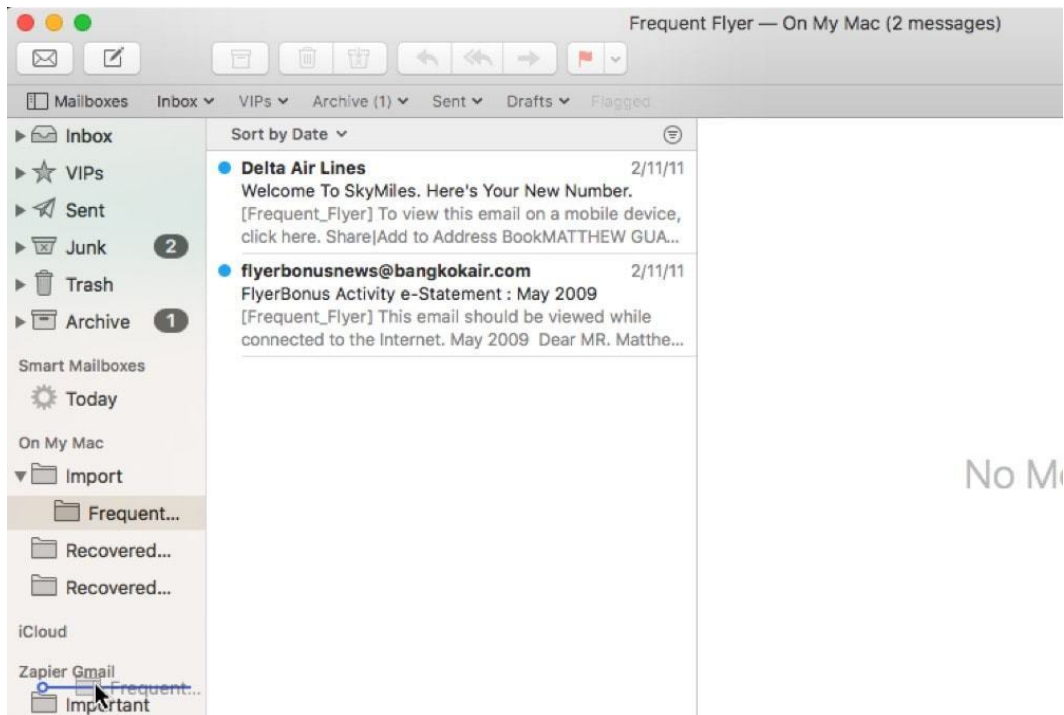 Frequent Flyer — On My Mac (2 messages)
Mailboxes Inbox VIPs Archive (1) Sent Drafts Flagged
Inbox
VIPs
Sent
Junk 2
Trash
Archive 1
Smart Mailboxes
Today
On My Mac
Import
Frequent...
Recovered...
Recovered...
iCloud
Zapier Gmail
Frequent...
Important
Sort by Date
Delta Air Lines 2/11/11
Welcome To SkyMiles. Here's Your New Number.
[Frequent_Flyer] To view this email on a mobile device,
click here. Share|Add to Address BookMATTHEW GUA...
flyerbonusnews@bangkokair.com 2/11/11
FlyerBonus Activity e-Statement : May 2009
[Frequent_Flyer] This email should be viewed while
connected to the Internet. May 2009 Dear MR. Matthe...
No M